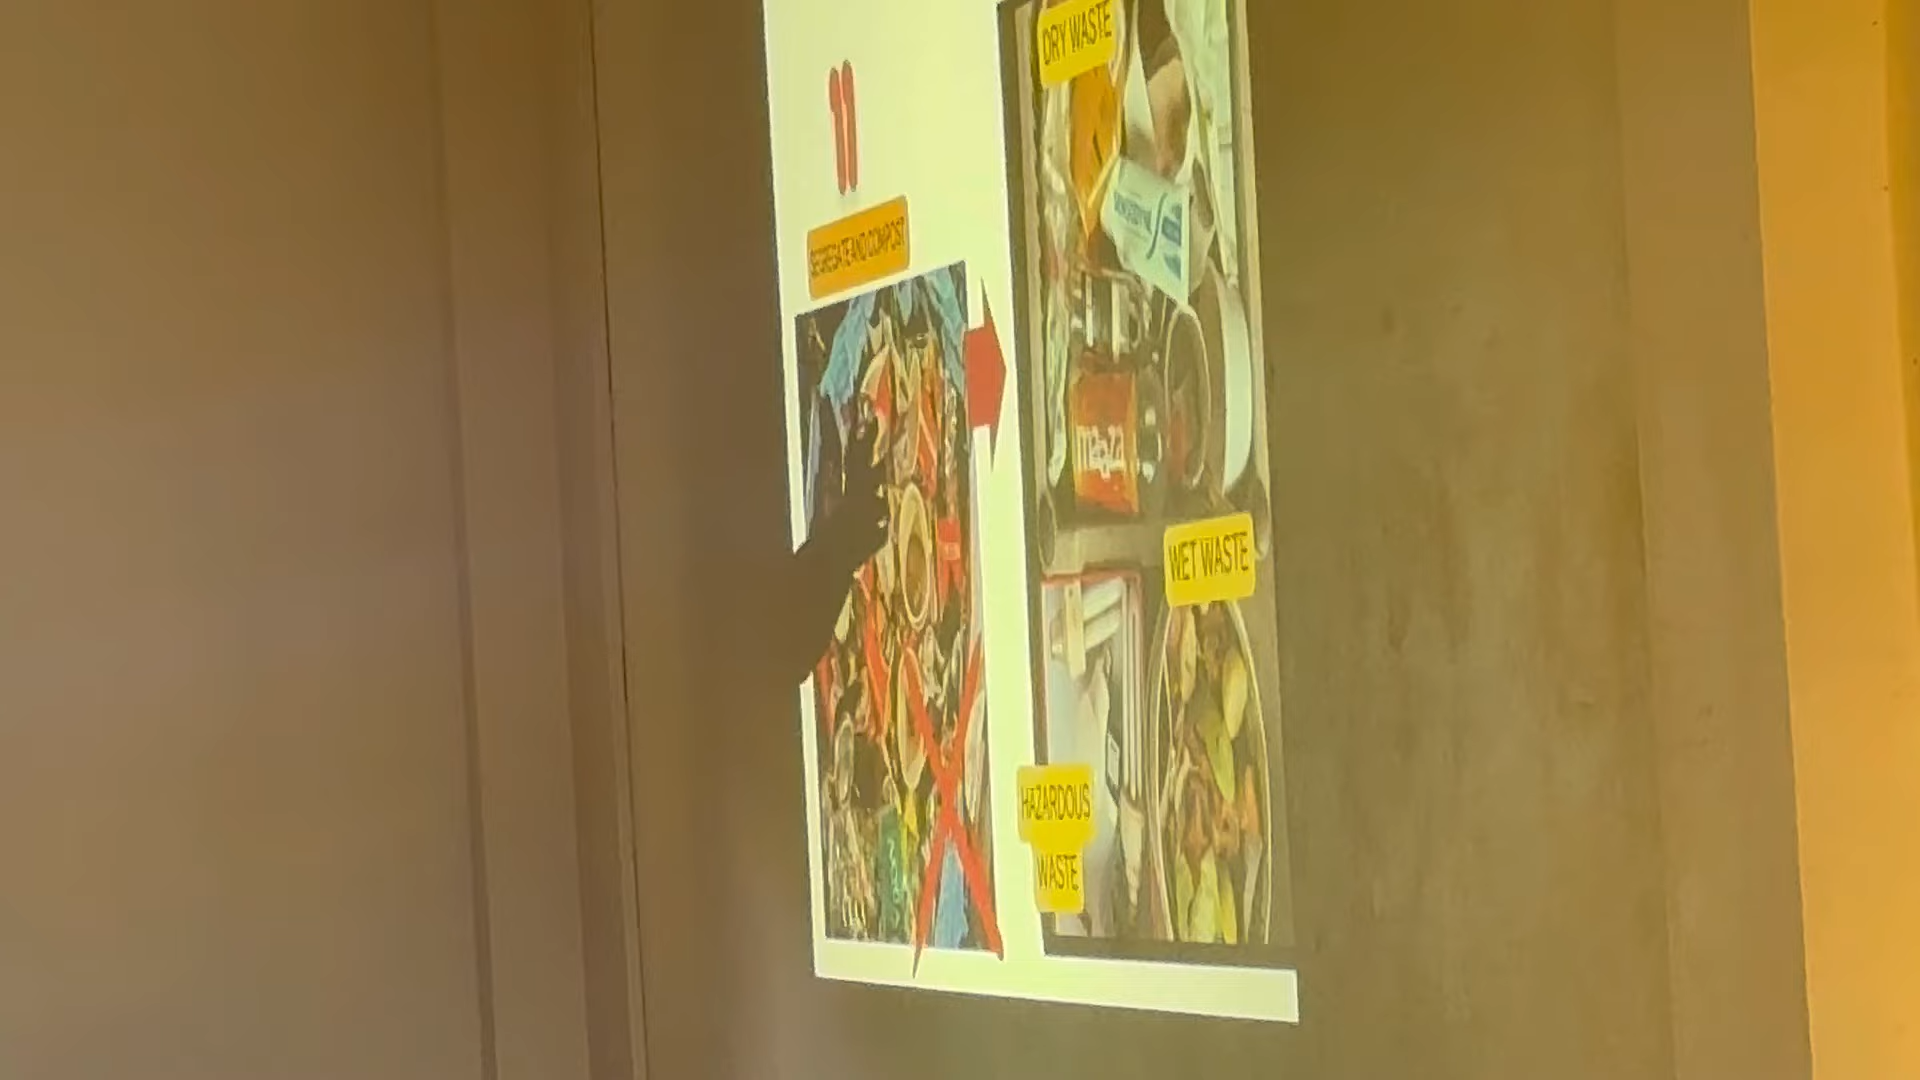 11
SEGREGATE AND COMPOST
DRY WASTE
maaza
WET WASTE
HAZARDOUS
WASTE